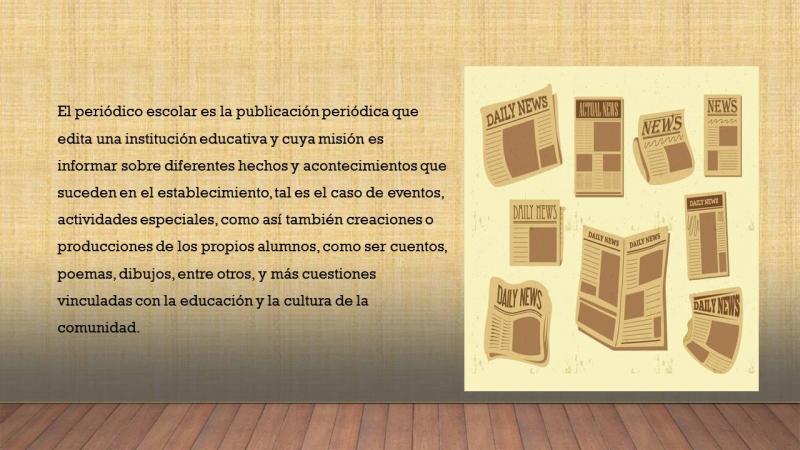 El periódico escolar es la publicación periódica que
edita una institución educativa y cuya misión es
informar sobre diferentes hechos y acontecimientos que
suceden en el establecimiento, tal es el caso de eventos,
actividades especiales, como así también creaciones o
producciones de los propios alumnos, como ser cuentos,
poemas, dibujos, entre otros, y más cuestiones
vinculadas con la educación y la cultura de la
comunidad.
DAILY NEWS
ACTUAL NEWS
NEWS
NEWS
DAILY NEWS
DAILY NEWS
DAILY NEWS
DAILY NEWS
DAILY NEWS
DAILY NEWS